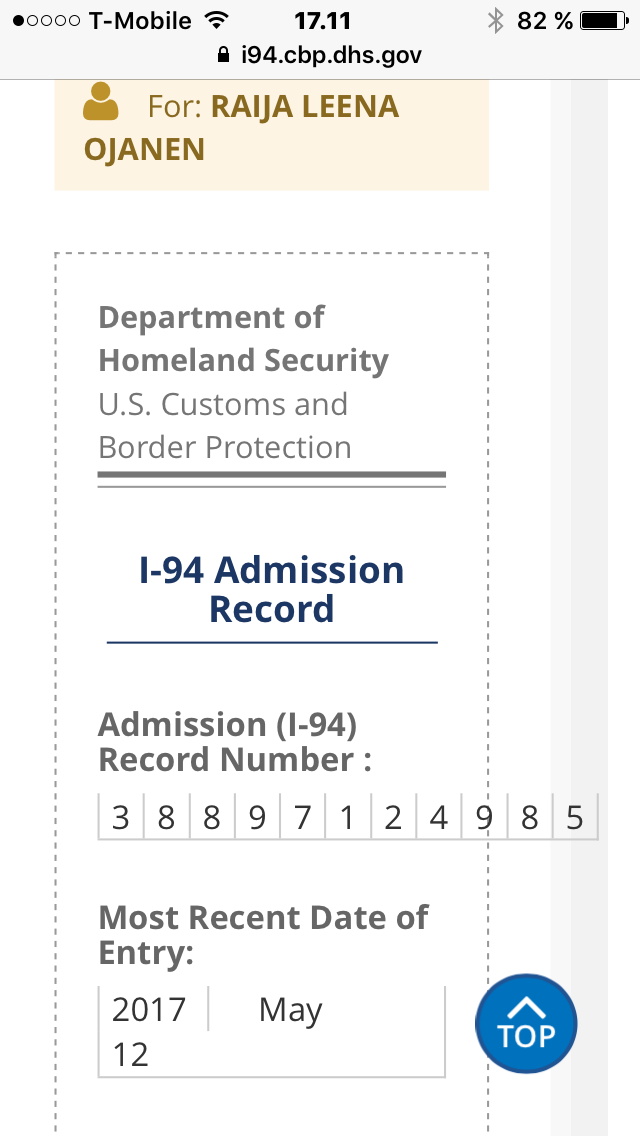 T-Mobile 17.11 82 %
i94.cbp.dhs.gov
For: RAIJA LEENA
OJANEN
Department of
Homeland Security
U.S. Customs and
Border Protection
I-94 Admission
Record
Admission (I-94)
Record Number :
3 8 8 9 7 1 2 4 9 8 5
Most Recent Date of
Entry:
2017 May
12
TOP